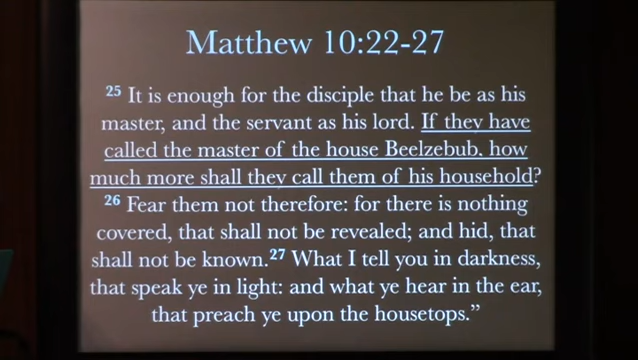 Matthew 10:22-27
25 It is enough for the disciple that he be as his
master, and the servant as his lord. If they have
called the master of the house Beelzebub, how
much more shall they call them of his household?
26 Fear them not therefore: for there is nothing
covered, that shall not be revealed; and hid, that
shall not be known.27 What I tell you in darkness,
that speak ye in light: and what ye hear in the ear,
that preach ye upon the housetops.”